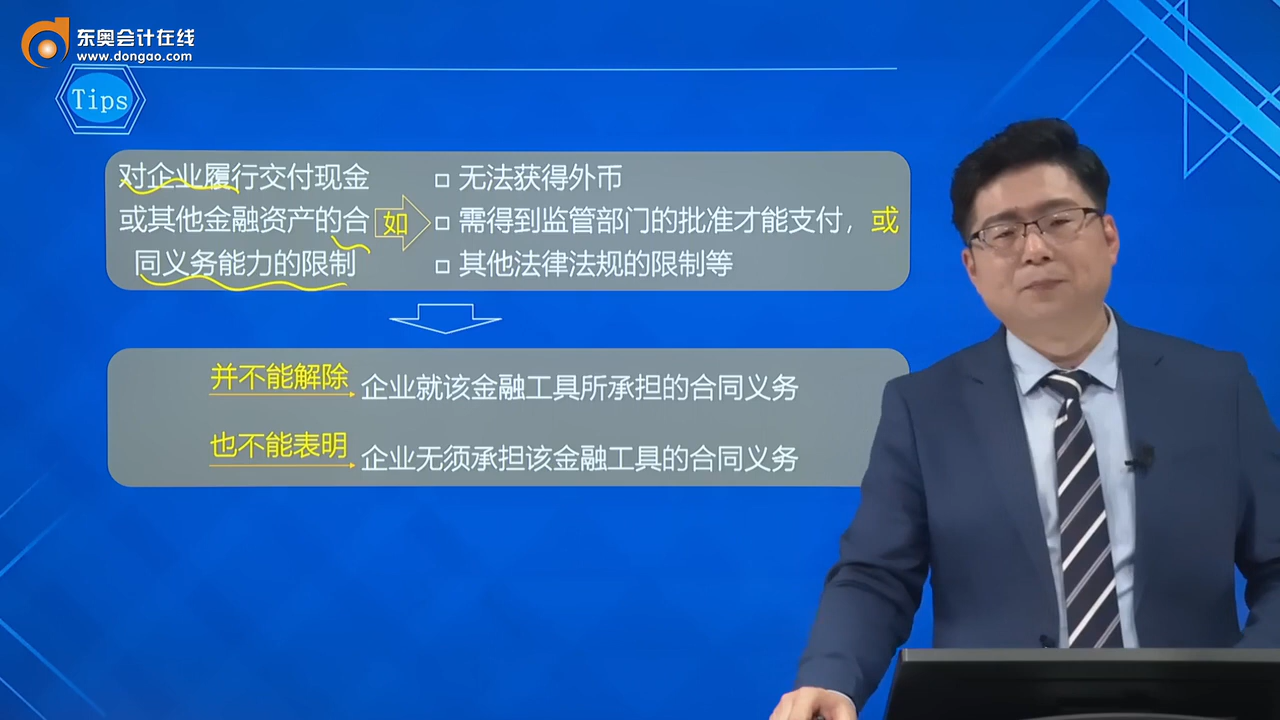 东奥会计在线
www.dongao.com
Tips
对企业履行交付现金
或其他金融资产的合
同义务能力的限制
如
□ 无法获得外币
□ 需得到监管部门的批准才能支付，或
□ 其他法律法规的限制等
并不能解除 企业就该金融工具所承担的合同义务
也不能表明 企业无须承担该金融工具的合同义务